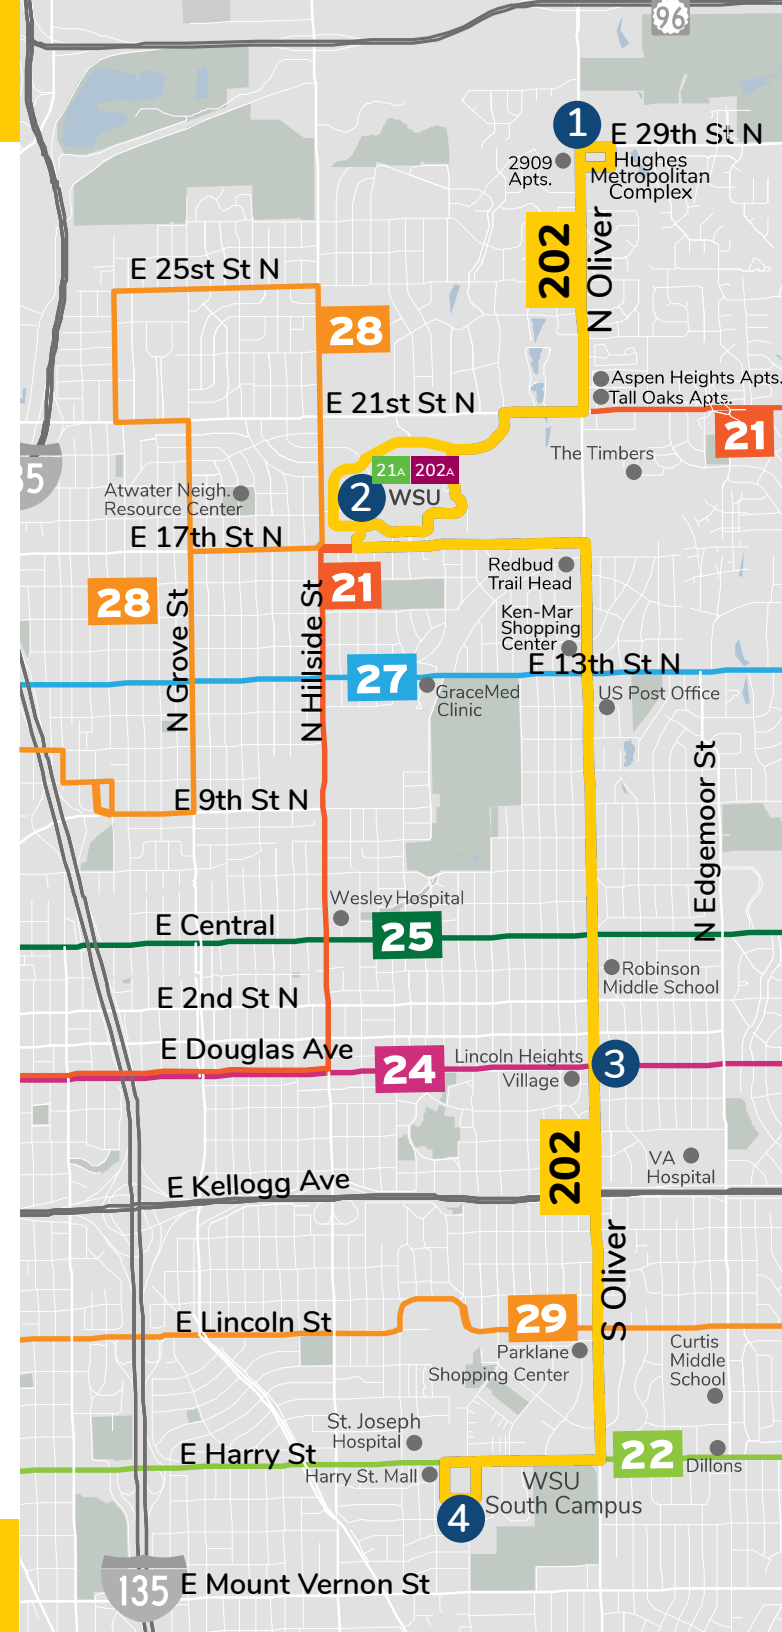 96
1
E 29th St N
2909
Apts.
Hughes
Metropolitan
Complex
202
N Oliver
E 25st St N
28
Aspen Heights Apts.
E 21st St N
Tall Oaks Apts.
21
The Timbers
35
21A
202A
Atwater Neigh.
Resource Center
2
WSU
E 17th St N
Redbud
Trail Head
21
28
N Grove St
N Hillside St
Ken-Mar
Shopping
Center
E 13th St N
27
GraceMed
Clinic
US Post Office
N Edgemoor St
E 9th St N
Wesley Hospital
E Central
25
Robinson
Middle School
E 2nd St N
E Douglas Ave
24
Lincoln Heights
Village
3
202
VA
Hospital
E Kellogg Ave
S Oliver
E Lincoln St
29
Parklane
Shopping Center
Curtis
Middle
School
St. Joseph
Hospital
E Harry St
22
Dillons
Harry St. Mall
WSU
South Campus
4
135
E Mount Vernon St